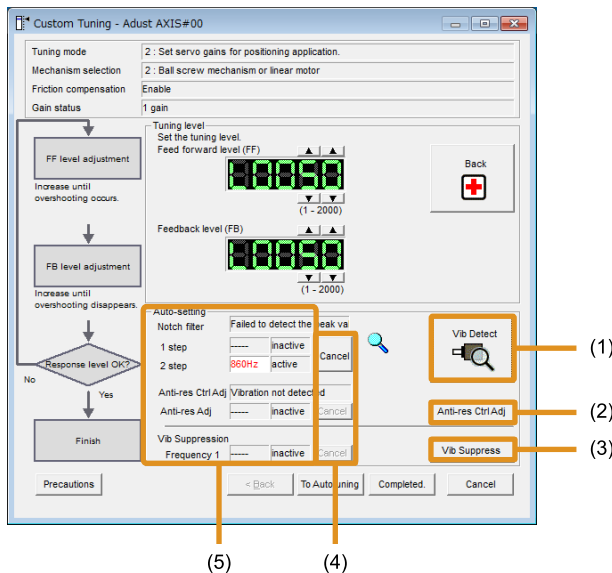 Custom Tuning - Adust AXIS#00
Tuning mode 2 : Set servo gains for positioning application.
Mechanism selection 2 : Ball screw mechanism or linear motor
Friction compensation Enable
Gain status 1 gain
FF level adjustment
Increase until
overshooting occurs.
FB level adjustment
Increase until
overshooting disappears.
Response level OK?
No
Yes
Finish
Tuning level
Set the tuning level.
Feed forward level (FF)
L0050
(1 - 2000)
Feedback level (FB)
L0050
(1 - 2000)
Back
Auto-setting
Notch filter Failed to detect the peak va
1 step ----- inactive
2 step 860Hz active
Cancel
Anti-res Ctrl Adj Vibration not detected
Anti-res Adj ----- inactive Cancel
Vib Suppression
Frequency 1 ----- inactive Cancel
Vib Detect
Anti-res Ctrl Adj
Vib Suppress
Precautions < Back To Autotuning Completed. Cancel
(1)
(2)
(3)
(5) (4)